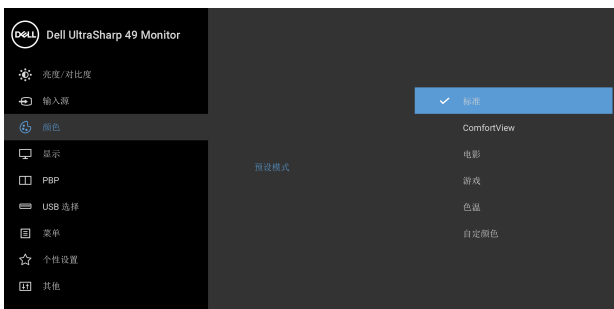 DELL
Dell UltraSharp 49 Monitor
亮度/对比度
输入源
颜色
显示
PBP
USB 选择
菜单
个性设置
其他
预设模式
标准
ComfortView
电影
游戏
色温
自定颜色